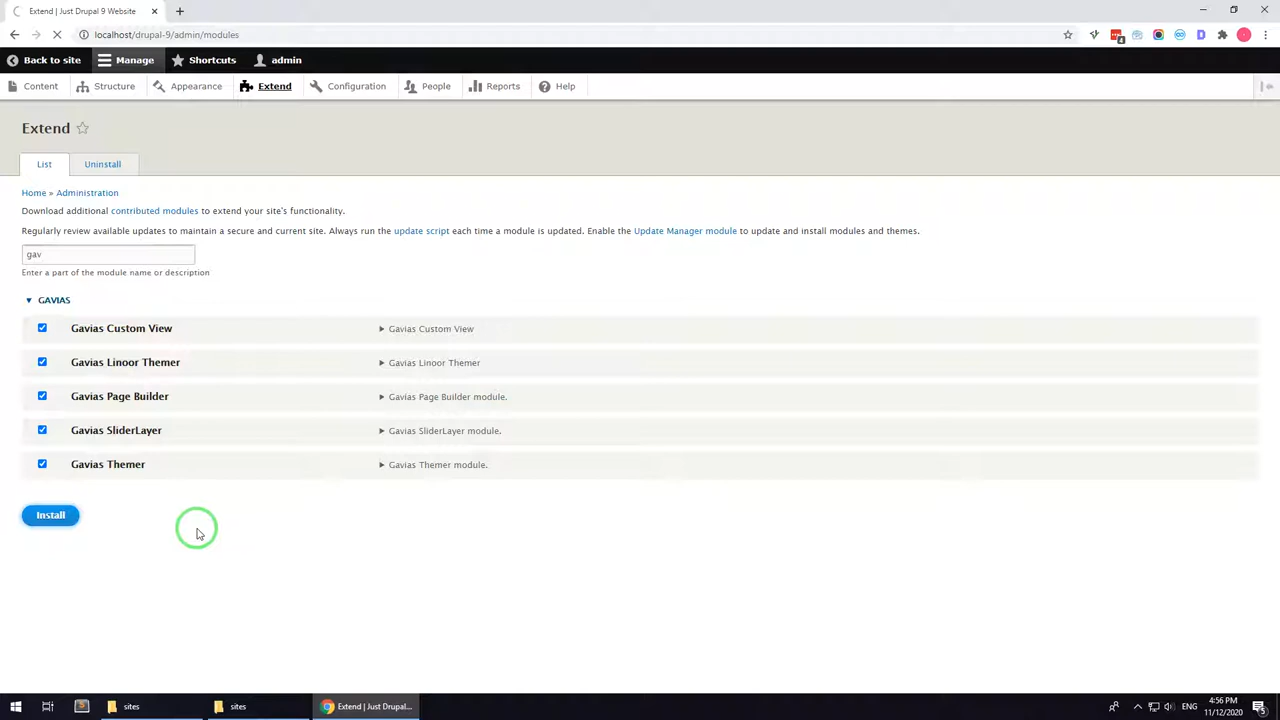 Extend | Just Drupal 9 Website
localhost/drupal-9/admin/modules
Back to site Manage Shortcuts admin
Content Structure Appearance Extend Configuration People Reports Help
Extend
List Uninstall
Home » Administration
Download additional contributed modules to extend your site's functionality.
Regularly review available updates to maintain a secure and current site. Always run the update script each time a module is updated. Enable the Update Manager module to update and install modules and themes.
gav
Enter a part of the module name or description
GAVIAS
Gavias Custom View Gavias Custom View
Gavias Linoor Themer Gavias Linoor Themer
Gavias Page Builder Gavias Page Builder module.
Gavias SliderLayer Gavias SliderLayer module.
Gavias Themer Gavias Themer module.
Install
sites sites Extend | Just Drupal... ENG 4:56 PM
11/12/2020